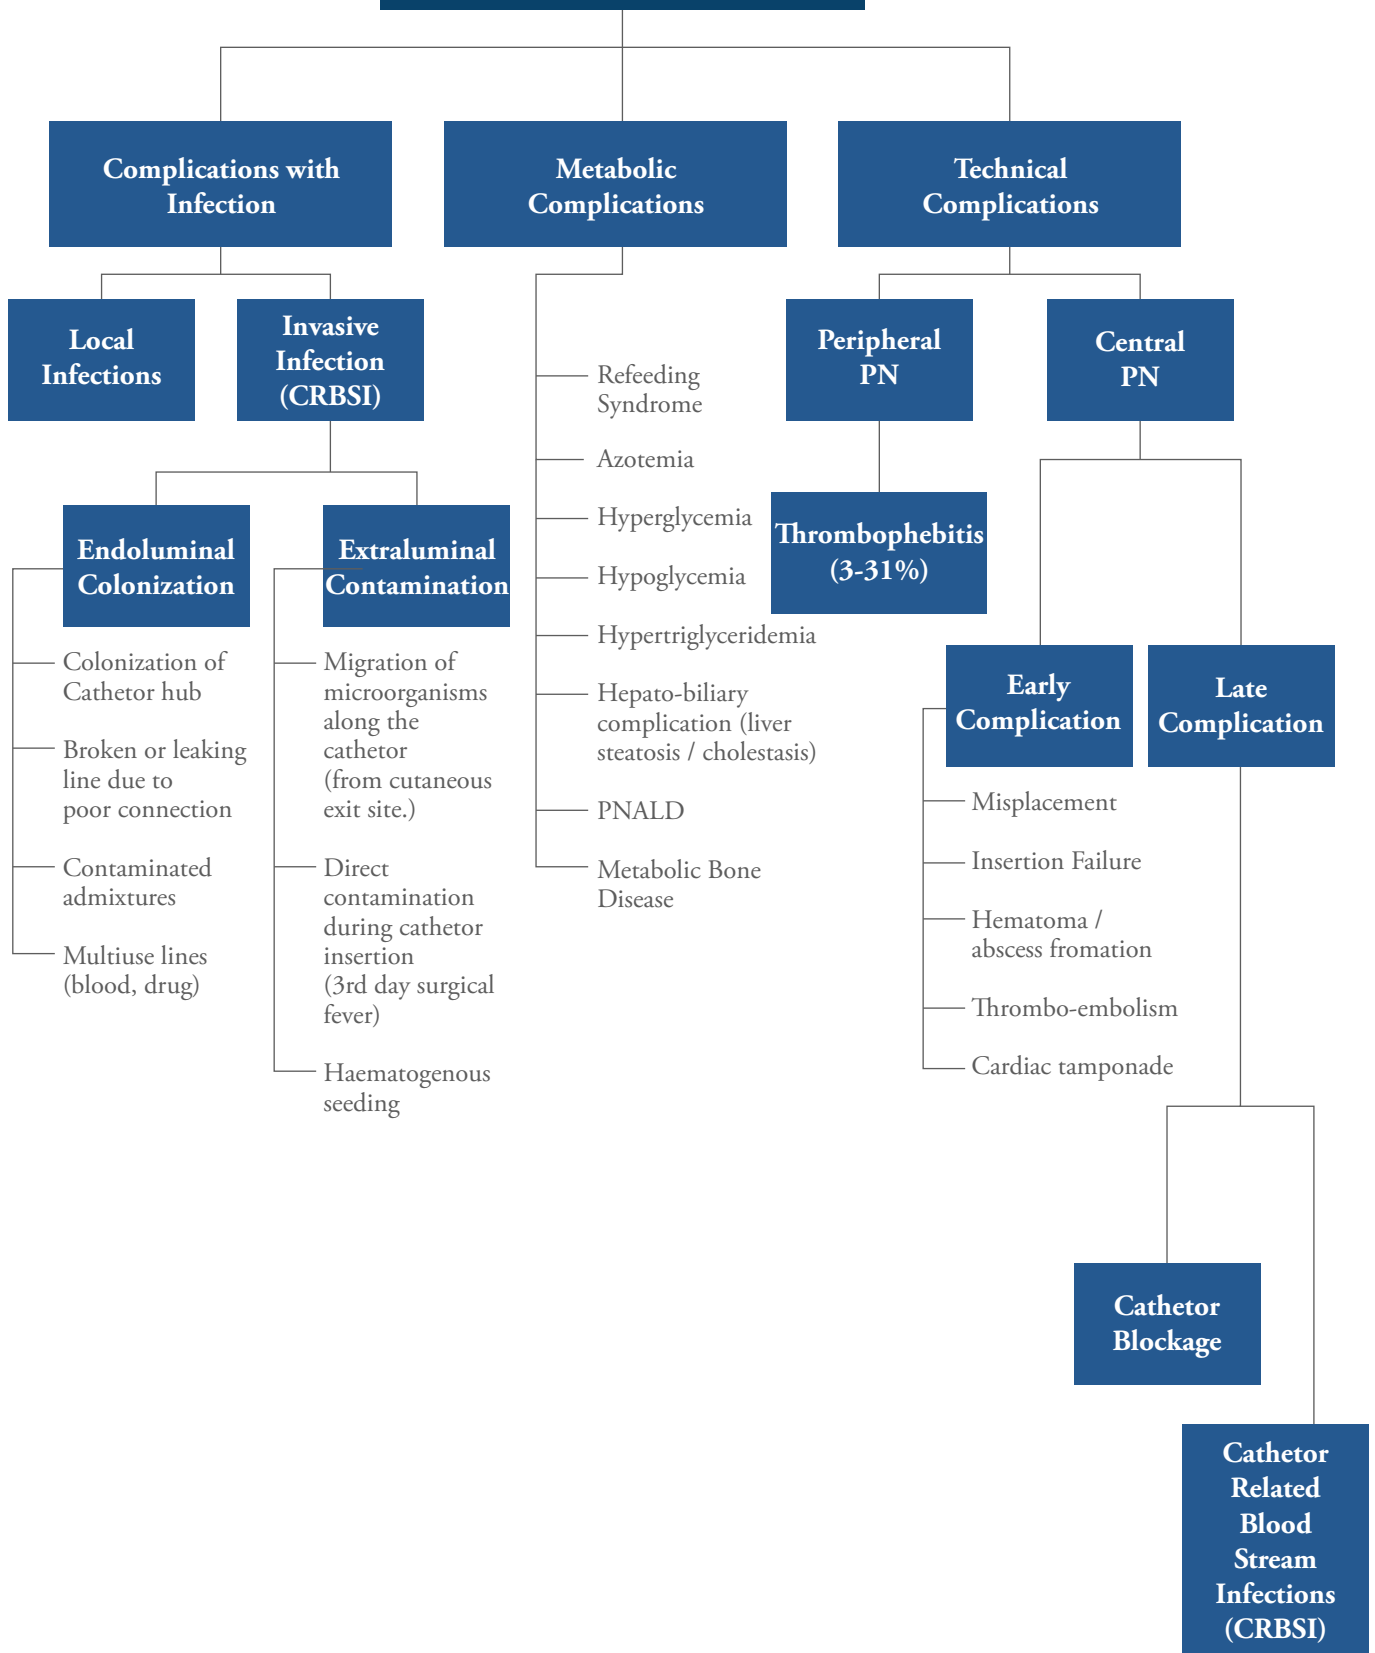 Complications with
Infection
Metabolic
Complications
Technical
Complications
Local
Infections
Invasive
Infection
(CRBSI)
Endoluminal
Colonization
Colonization of
Cathetor hub
Broken or leaking
line due to
poor connection
Contaminated
admixtures
Multiuse lines
(blood, drug)
Extraluminal
Contamination
Migration of
microorganisms
along the
cathetor
(from cutaneous
exit site.)
Direct
contamination
during cathetor
insertion
(3rd day surgical
fever)
Haematogenous
seeding
Refeeding
Syndrome
Azotemia
Hyperglycemia
Hypoglycemia
Hypertriglyceridemia
Hepato-biliary
complication (liver
steatosis / cholestasis)
PNALD
Metabolic Bone
Disease
Peripheral
PN
Thrombophebitis
(3-31%)
Central
PN
Early
Complication
Misplacement
Insertion Failure
Hematoma /
abscess fromation
Thrombo-embolism
Cardiac tamponade
Late
Complication
Cathetor
Blockage
Cathetor
Related
Blood
Stream
Infections
(CRBSI)